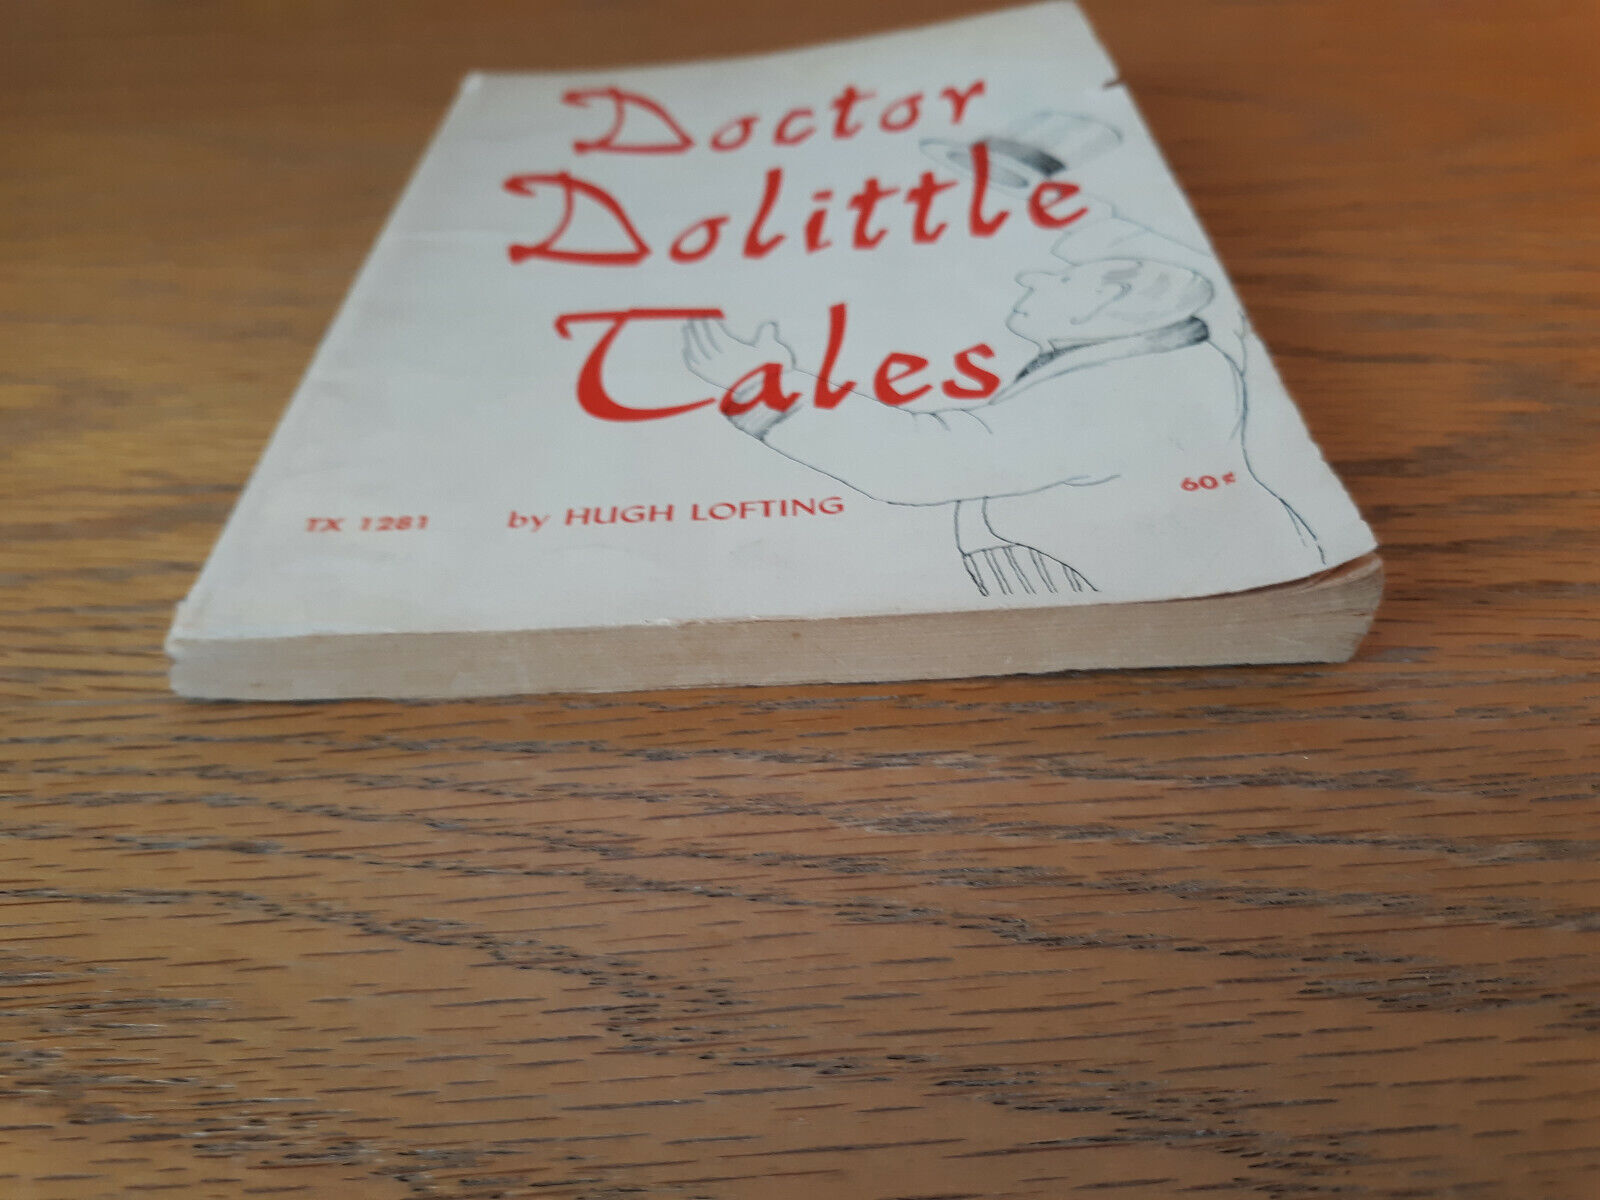 Doctor
Dolittle
Tales
TX 1281 by HUGH LOFTING 60¢